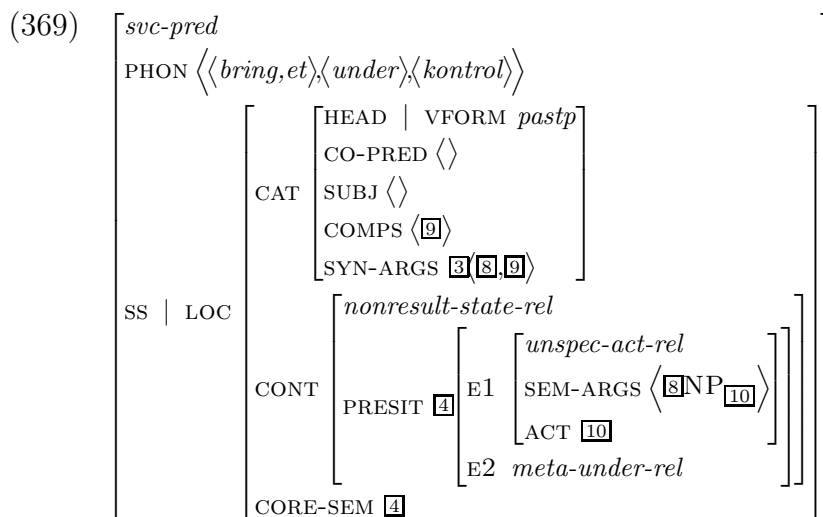 (369)
svc-pred
PHON ⟨⟨bring,et⟩,⟨under⟩,⟨kontrol⟩⟩
HEAD | VFORM pastp
CO-PRED ⟨⟩
CAT SUBJ ⟨⟩
COMPS ⟨9⟩
SYN-ARGS 3⟨8,9⟩
SS | LOC
nonresult-state-rel
unspec-act-rel
CONT PRESIT 4 E1 SEM-ARGS ⟨8NP10⟩
ACT 10
E2 meta-under-rel
CORE-SEM 4